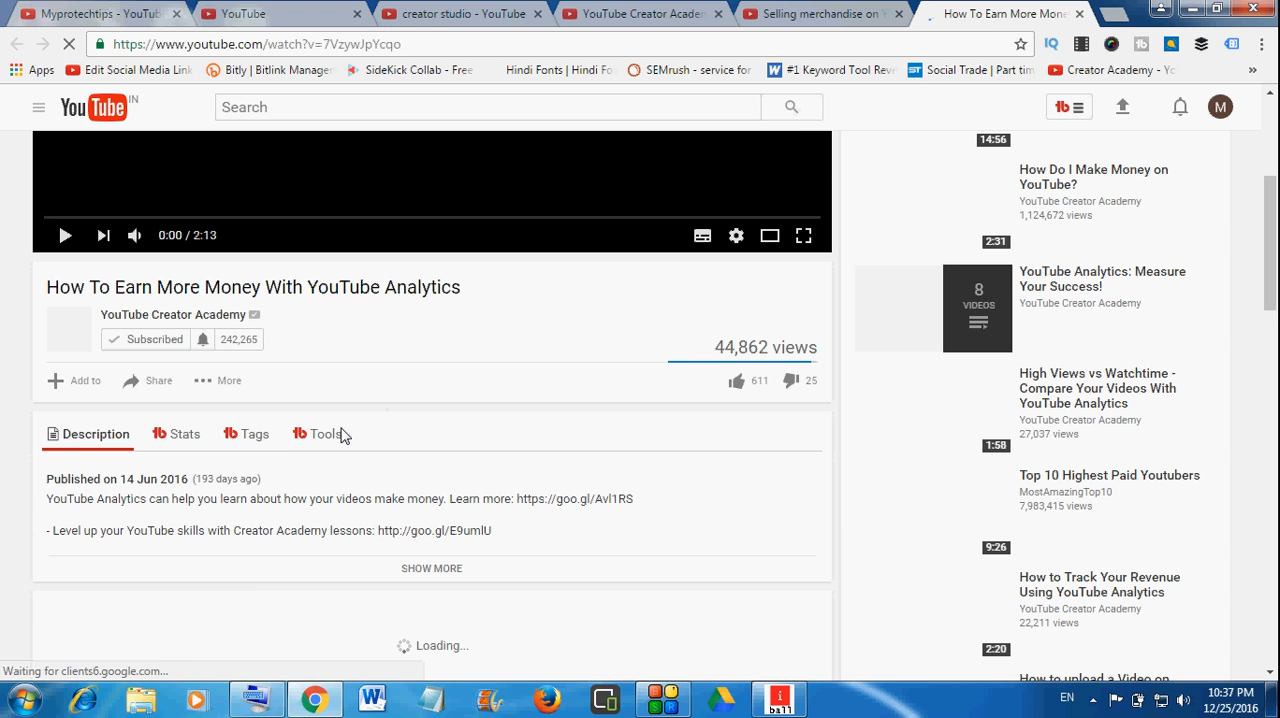 Myprotechtips - YouTub
YouTube
creator studio - YouTube
YouTube Creator Acaden
Selling merchandise on Y
How To Earn More Mone
https://www.youtube.com/watch?v=7VzywJpYcqo
Apps
Edit Social Media Link
Bitly | Bitlink Manager
SideKick Collab - Free
Hindi Fonts | Hindi Fo
SEMrush - service for
#1 Keyword Tool Reve
Social Trade | Part tim
Creator Academy - Yo
YouTube IN
Search
M
0:00 / 2:13
How To Earn More Money With YouTube Analytics
YouTube Creator Academy
Subscribed
242,265
44,862 views
Add to
Share
More
611
25
Description
Stats
Tags
Tools
Published on 14 Jun 2016 (193 days ago)
YouTube Analytics can help you learn about how your videos make money. Learn more: https://goo.gl/Avl1RS
- Level up your YouTube skills with Creator Academy lessons: http://goo.gl/E9umlU
SHOW MORE
Loading...
14:56
How Do I Make Money on
YouTube?
YouTube Creator Academy
1,124,672 views
2:31
8
VIDEOS
YouTube Analytics: Measure
Your Success!
YouTube Creator Academy
High Views vs Watchtime -
Compare Your Videos With
YouTube Analytics
YouTube Creator Academy
27,037 views
1:58
Top 10 Highest Paid Youtubers
MostAmazingTop10
7,983,415 views
9:26
How to Track Your Revenue
Using YouTube Analytics
YouTube Creator Academy
22,211 views
2:20
How to upload a Video on
Waiting for clients6.google.com...
EN
10:37 PM
12/25/2016